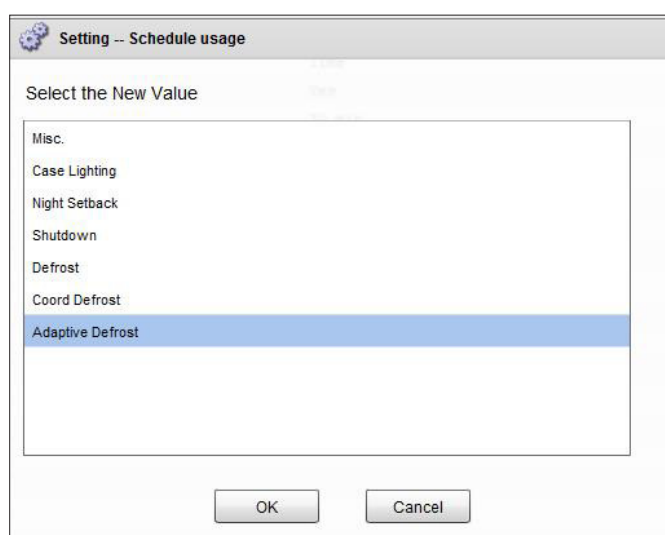 Setting -- Schedule usage
Select the New Value
Misc.
Case Lighting
Night Setback
Shutdown
Defrost
Coord Defrost
Adaptive Defrost
OK Cancel